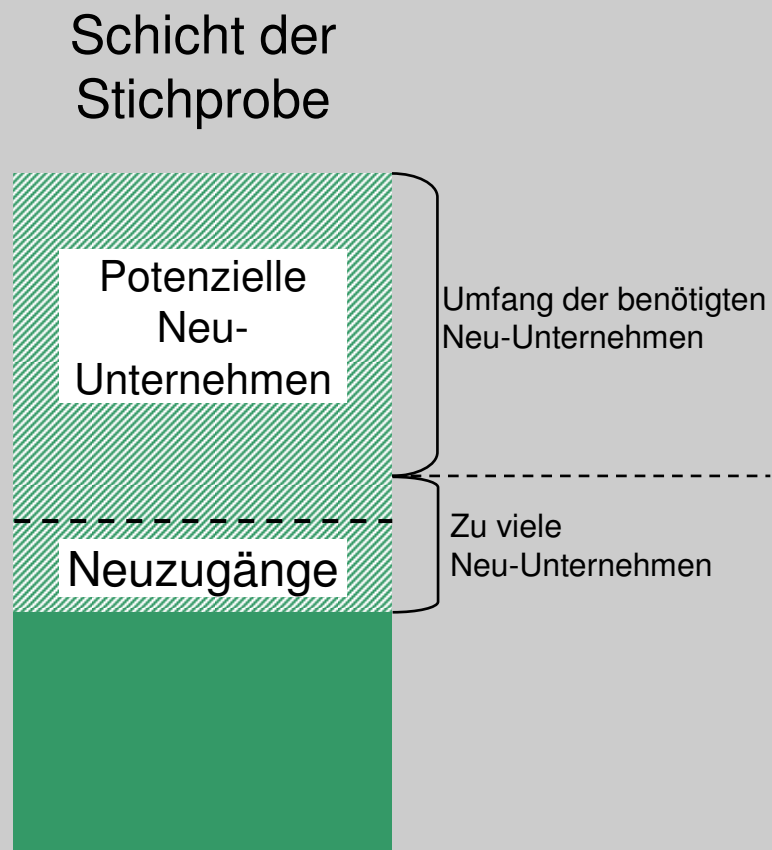 Schicht der
Stichprobe
Potenzielle
Neu-
Unternehmen
Umfang der benötigten
Neu-Unternehmen
Zu viele
Neu-Unternehmen
Neuzugänge